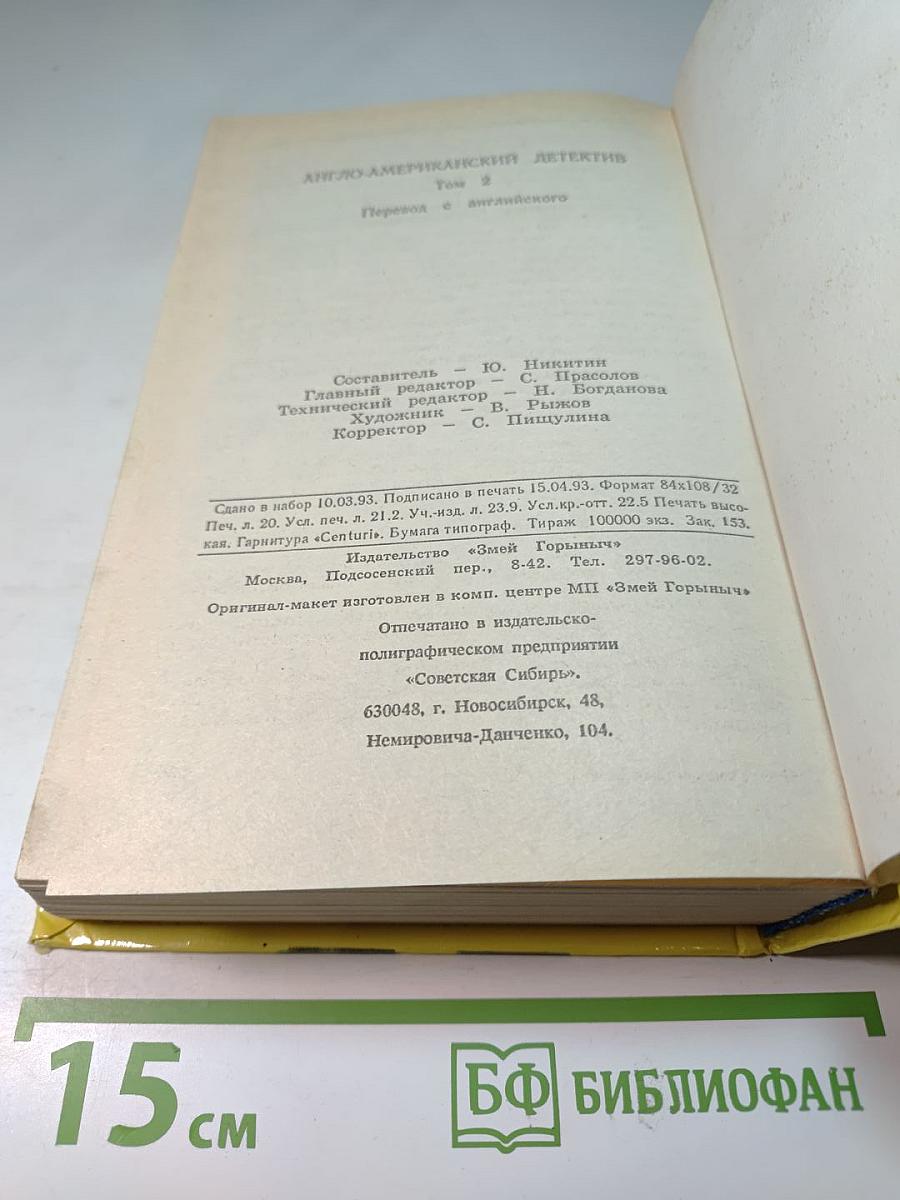 АНГЛО-АМЕРИКАНСКИЙ ДЕТЕКТИВ
Том 2
Перевод с английского
Составитель — Ю. Никитин
Главный редактор — С. Прасолов
Технический редактор — Н. Богданова
Художник — В. Рыжов
Корректор — С. Пищулина
Сдано в набор 10.03.93. Подписано в печать 15.04.93. Формат 84х108/32
Печ. л. 20. Усл. печ. л. 21.2. Уч.-изд. л. 23.9. Усл.кр.-отт. 22.5 Печать высо-
кая. Гарнитура «Centuri». Бумага типограф. Тираж 100000 экз. Зак. 153.
Издательство «Змей Горыныч»
Москва, Подсосенский пер., 8-42. Тел. 297-96-02.
Оригинал-макет изготовлен в комп. центре МП «Змей Горыныч»
Отпечатано в издательско-
полиграфическом предприятии
«Советская Сибирь».
630048, г. Новосибирск, 48,
Немировича-Данченко, 104.
15 см
БФ БИБЛИОФАН